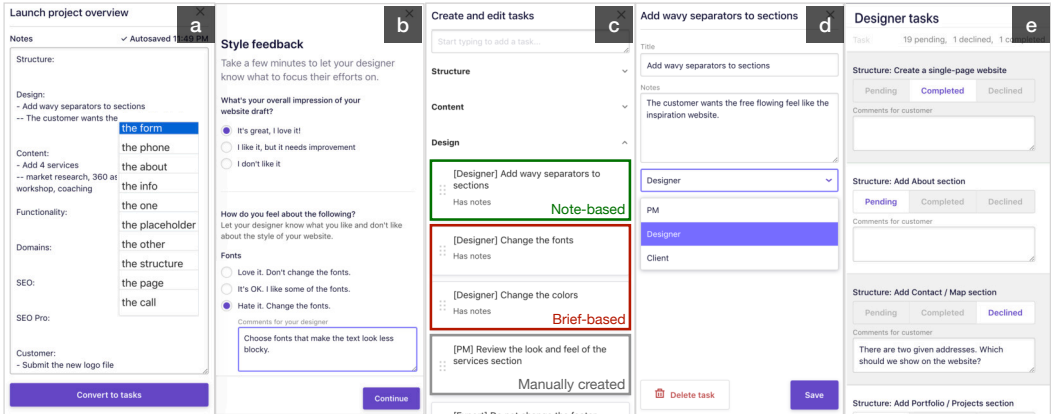 Launch project overview
a
Notes
✓ Autosaved 11:49 PM
Structure:
Design:
- Add wavy separators to sections
-- The customer wants the
the form
the phone
the about
the info
the one
the placeholder
the other
the structure
the page
the call
Content:
- Add 4 services
-- market research, 360 as
workshop, coaching
Functionality:
Domains:
SEO:
SEO Pro:
Customer:
- Submit the new logo file
Convert to tasks
b
Style feedback
Take a few minutes to let your designer
know what to focus their efforts on.
What's your overall impression of your
website draft?
It's great, I love it!
I like it, but it needs improvement
I don't like it
How do you feel about the following?
Let your designer know what you like and don't like
about the style of your website.
Fonts
Love it. Don't change the fonts.
It's OK. I like some of the fonts.
Hate it. Change the fonts.
Comments for your designer
Choose fonts that make the text look less
blocky.
Continue
Create and edit tasks
c
Start typing to add a task...
Structure
Content
Design
[Designer] Add wavy separators to
sections
Has notes
Note-based
[Designer] Change the fonts
Has notes
[Designer] Change the colors
Has notes
Brief-based
[PM] Review the look and feel of the
services section
Manually created
Add wavy separators to sections
d
Title
Add wavy separators to sections
Notes
The customer wants the free flowing feel like the
inspiration website.
Designer
PM
Designer
Client
Delete task
Save
Designer tasks
e
Task
19 pending, 1 declined, 1 completed
Structure: Create a single-page website
Pending Completed Declined
Comments for customer
Structure: Add About section
Pending Completed Declined
Comments for customer
Structure: Add Contact / Map section
Pending Completed Declined
Comments for customer
There are two given addresses. Which
should we show on the website?
Structure: Add Portfolio / Projects section